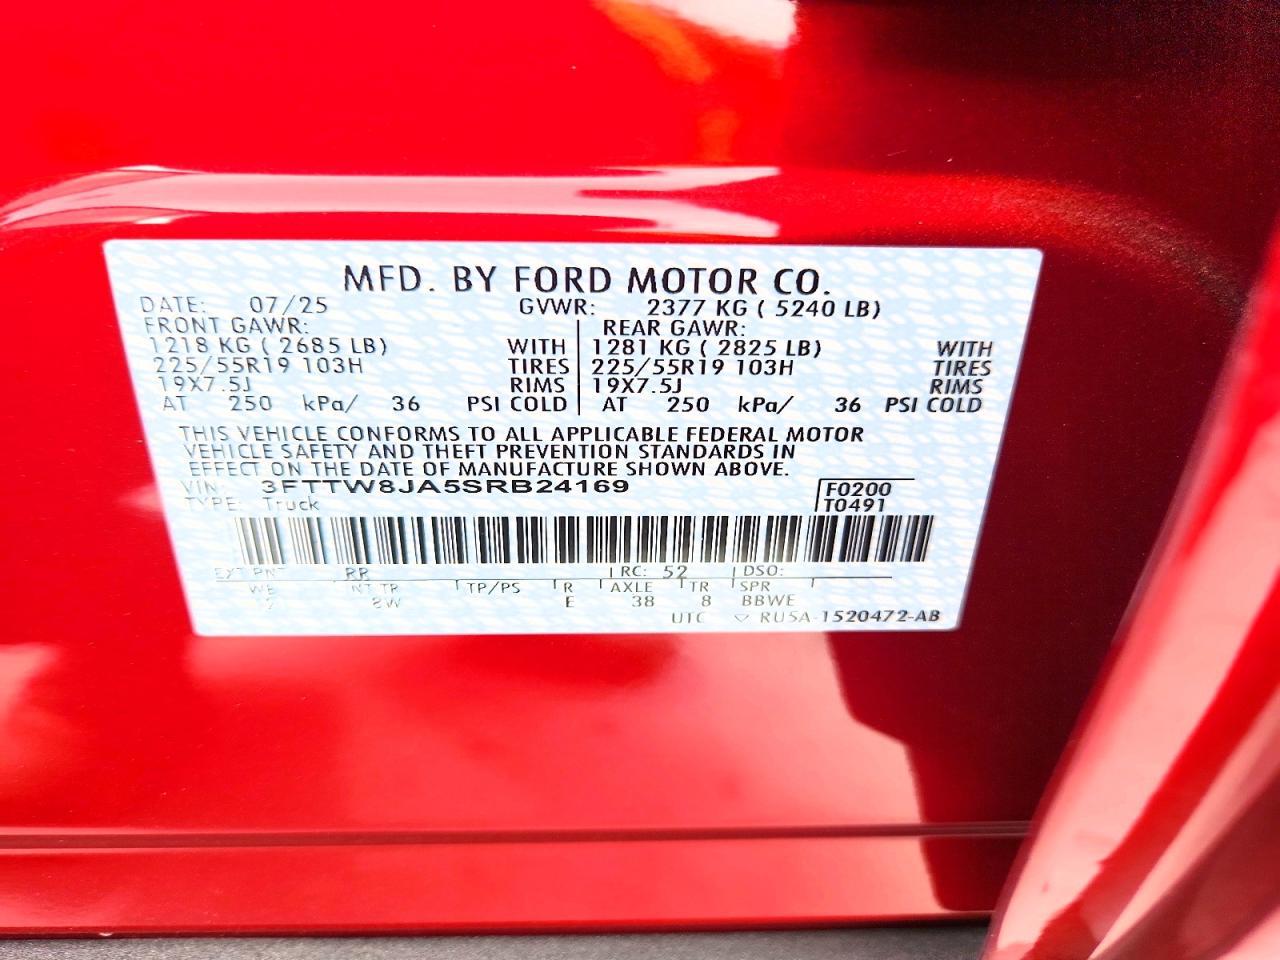 MFD. BY FORD MOTOR CO.
DATE: 07/25 GVWR: 2377 KG ( 5240 LB)
FRONT GAWR: REAR GAWR:
1218 KG ( 2685 LB) WITH 1281 KG ( 2825 LB) WITH
225/55R19 103H TIRES 225/55R19 103H TIRES
19X7.5J RIMS 19X7.5J RIMS
AT 250 kPa/ 36 PSI COLD AT 250 kPa/ 36 PSI COLD
THIS VEHICLE CONFORMS TO ALL APPLICABLE FEDERAL MOTOR
VEHICLE SAFETY AND THEFT PREVENTION STANDARDS IN
EFFECT ON THE DATE OF MANUFACTURE SHOWN ABOVE.
VIN: 3FTTW8JA5SRB24169 F0200
TYPE: Truck T0491
EXT PNT RR RC: 52 DSO:
WB INT TR TP/PS R AXLE TR SPR
8W E 38 8 BBWE
UTC ▽ RUSA-1520472-AB